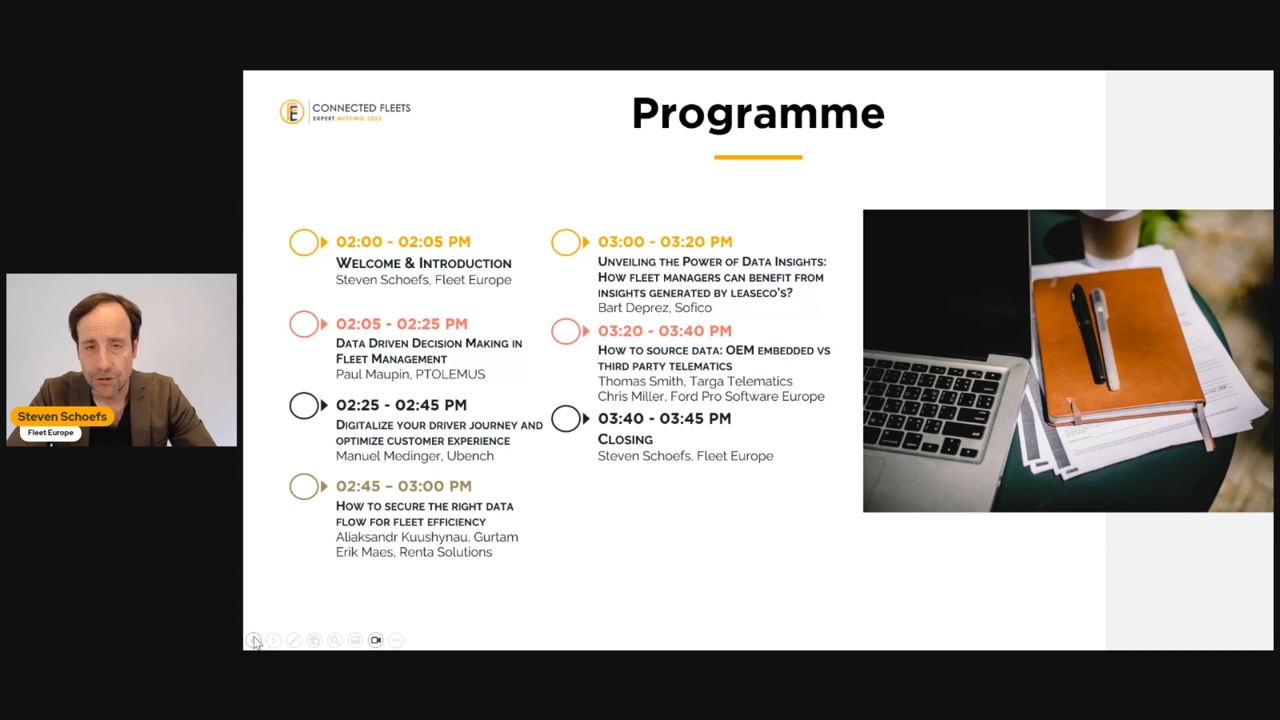 CONNECTED FLEETS
EXPERT MEETING 2023
Programme
02:00 - 02:05 PM
WELCOME & INTRODUCTION
Steven Schoefs, Fleet Europe
02:05 - 02:25 PM
DATA DRIVEN DECISION MAKING IN
FLEET MANAGEMENT
Paul Maupin, PTOLEMUS
02:25 - 02:45 PM
DIGITALIZE YOUR DRIVER JOURNEY AND
OPTIMIZE CUSTOMER EXPERIENCE
Manuel Medinger, Ubench
02:45 – 03:00 PM
HOW TO SECURE THE RIGHT DATA
FLOW FOR FLEET EFFICIENCY
Aliaksandr Kuushynau, Gurtam
Erik Maes, Renta Solutions
03:00 - 03:20 PM
UNVEILING THE POWER OF DATA INSIGHTS:
HOW FLEET MANAGERS CAN BENEFIT FROM
INSIGHTS GENERATED BY LEASECO'S?
Bart Deprez, Sofico
03:20 - 03:40 PM
HOW TO SOURCE DATA: OEM EMBEDDED VS
THIRD PARTY TELEMATICS
Thomas Smith, Targa Telematics
Chris Miller, Ford Pro Software Europe
03:40 - 03:45 PM
CLOSING
Steven Schoefs, Fleet Europe
Steven Schoefs
Fleet Europe